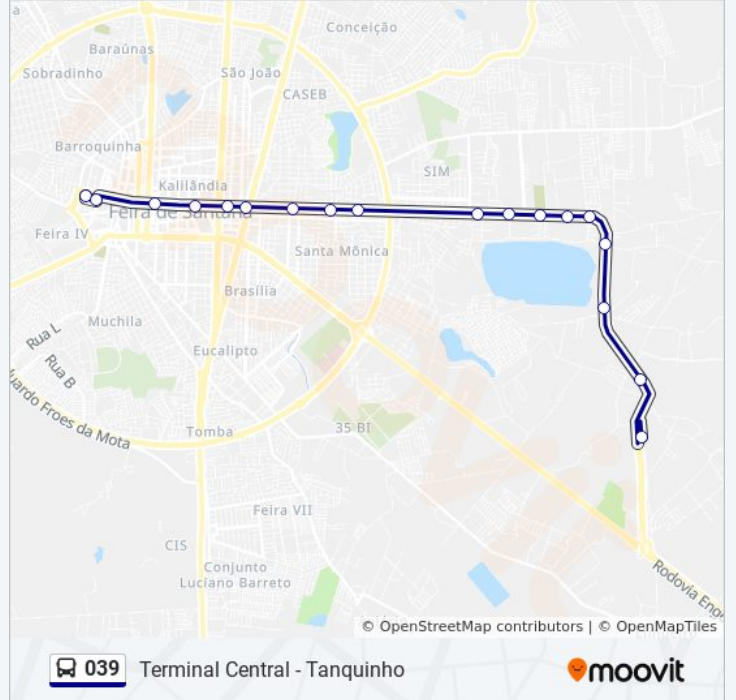 a
Conceição
Baraúnas
Sobradinho
São João
CASEB
Barroquinha
SIM
Kalilândia
Feira de Santana
Feira IV
Santa Mônica
Brasília
Muchila
Rua L
Eucalipto
Rua B
uardo Froes da Mota
Tomba
35 BI
Feira VII
CIS
Conjunto
Luciano Barreto
Rodovia Eng
© OpenStreetMap contributors | © OpenMapTiles
039 Terminal Central - Tanquinho
moovit